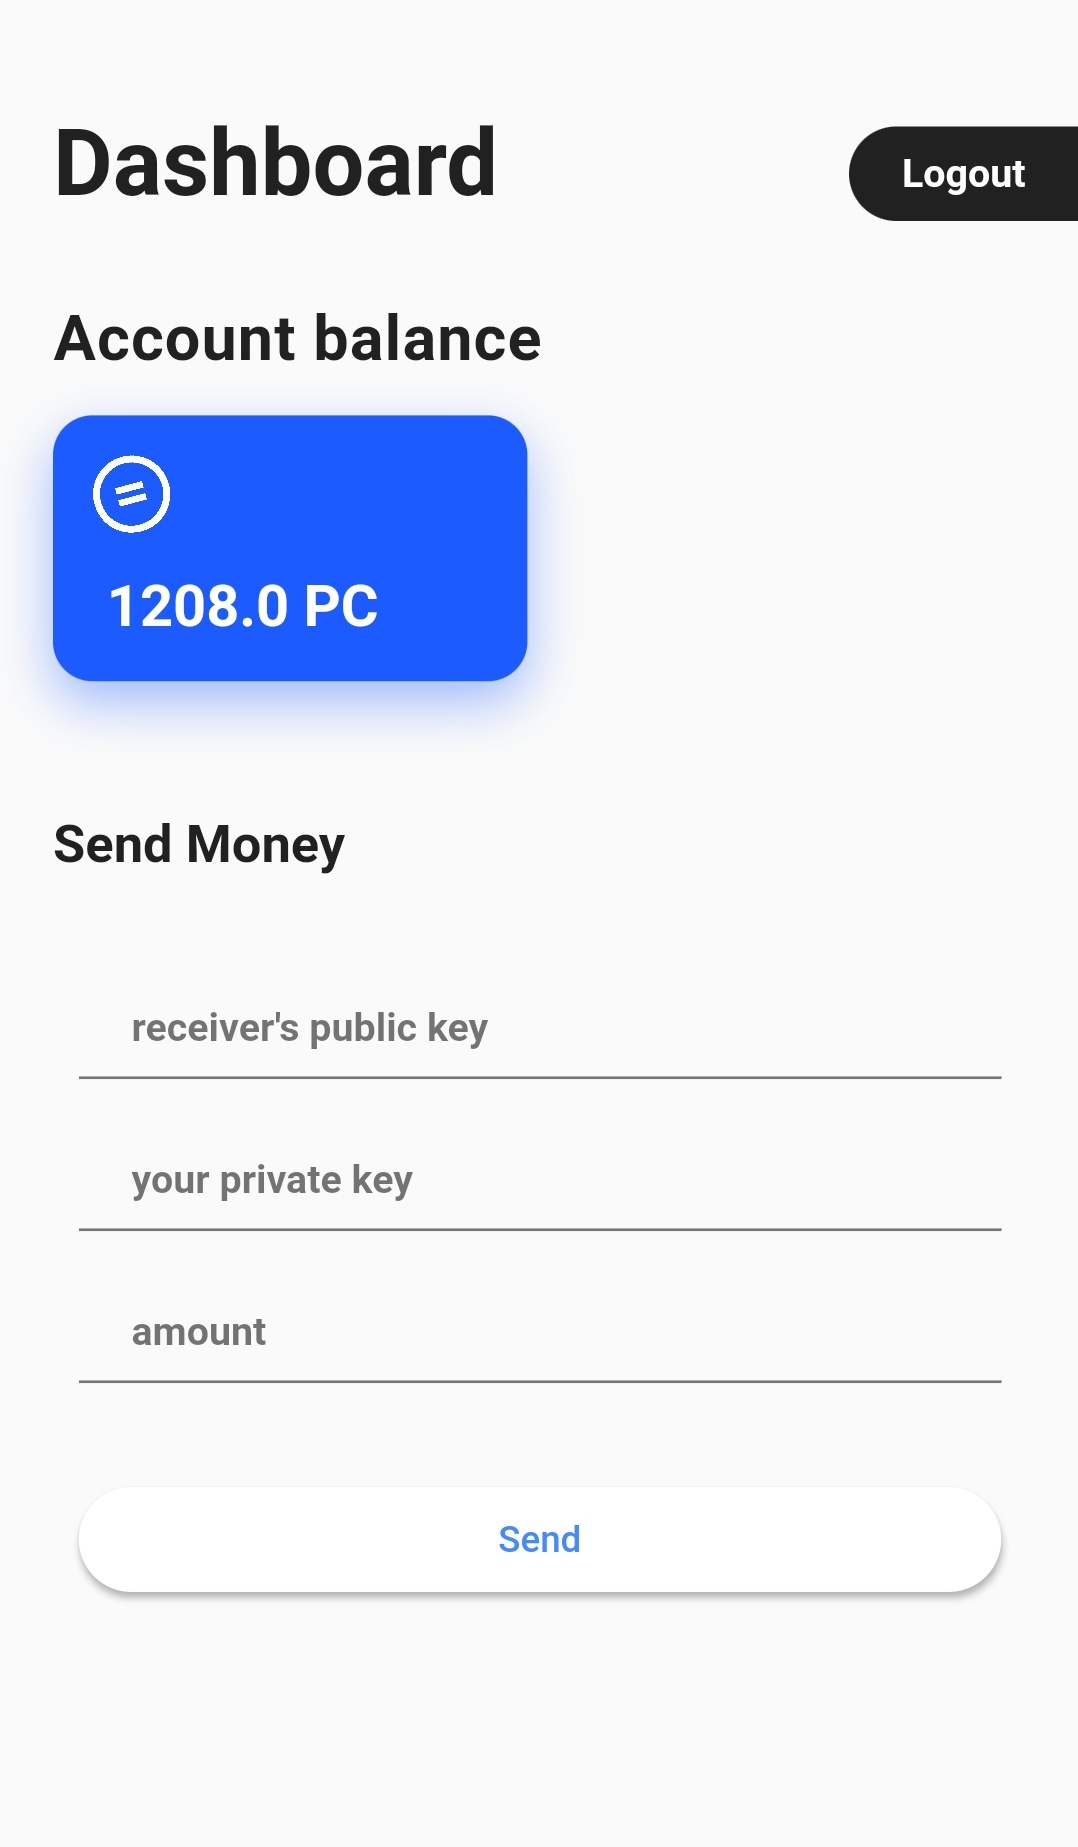 Dashboard
Logout
Account balance
1208.0 PC
Send Money
receiver's public key
your private key
amount
Send